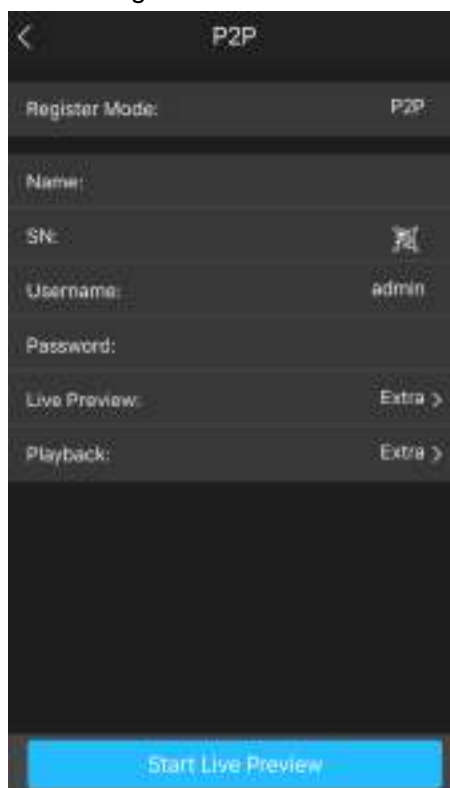 P2P
Register Mode: P2P
Name:
SN:
Username: admin
Password:
Live Preview: Extra >
Playback: Extra >
Start Live Preview